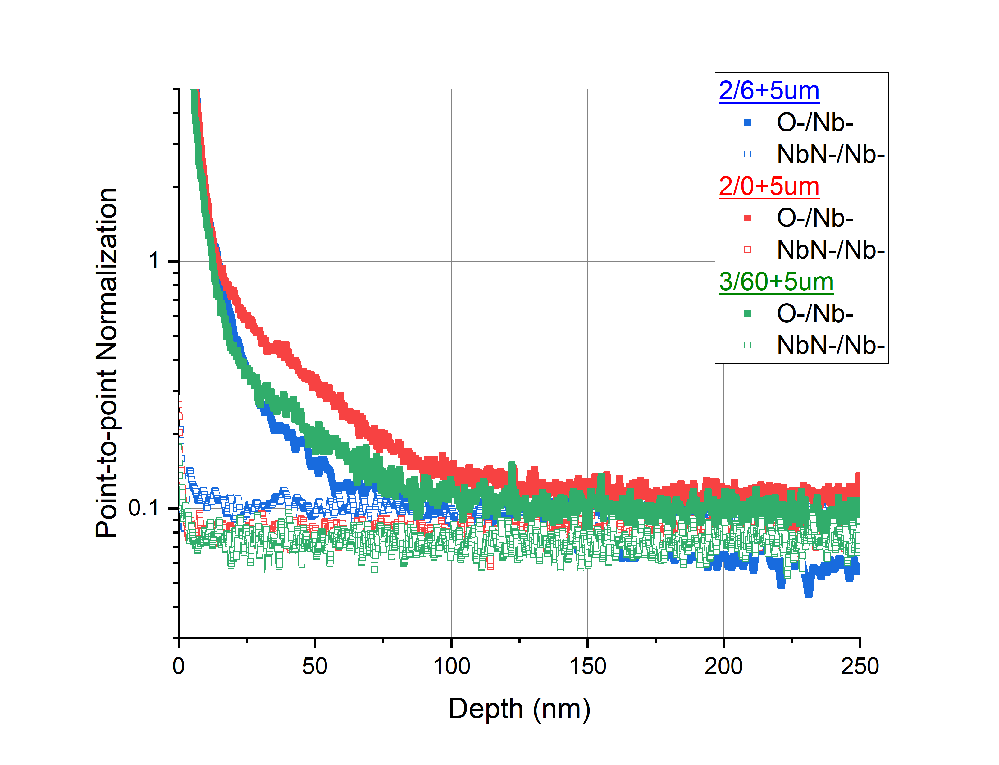 2/6+5um
O-/Nb-
NbN-/Nb-
2/0+5um
O-/Nb-
NbN-/Nb-
3/60+5um
O-/Nb-
NbN-/Nb-
Point-to-point Normalization
1
0.1
0 50 100 150 200 250
Depth (nm)